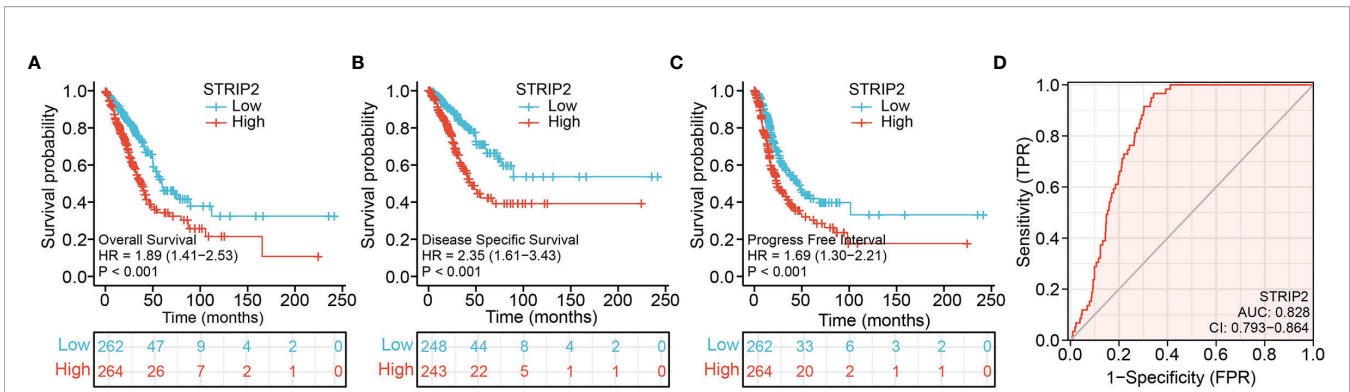 A
Survival probability
1.0
0.8
0.6
0.4
0.2
0.0
STRIP2
Low
High
Overall Survival
HR = 1.89 (1.41−2.53)
P < 0.001
0 50 100 150 200 250
Time (months)
Low 262 47 9 4 2 0
High 264 26 7 2 1 0
B
Survival probability
1.0
0.8
0.6
0.4
0.2
0.0
STRIP2
Low
High
Disease Specific Survival
HR = 2.35 (1.61−3.43)
P < 0.001
0 50 100 150 200 250
Time (months)
Low 248 44 8 4 2 0
High 243 22 5 1 1 0
C
Survival probability
1.0
0.8
0.6
0.4
0.2
0.0
STRIP2
Low
High
Progress Free Interval
HR = 1.69 (1.30−2.21)
P < 0.001
0 50 100 150 200 250
Time (months)
Low 262 33 6 3 2 0
High 264 20 2 1 1 0
D
Sensitivity (TPR)
1.0
0.8
0.6
0.4
0.2
0.0
STRIP2
AUC: 0.828
CI: 0.793−0.864
0.0 0.2 0.4 0.6 0.8 1.0
1−Specificity (FPR)